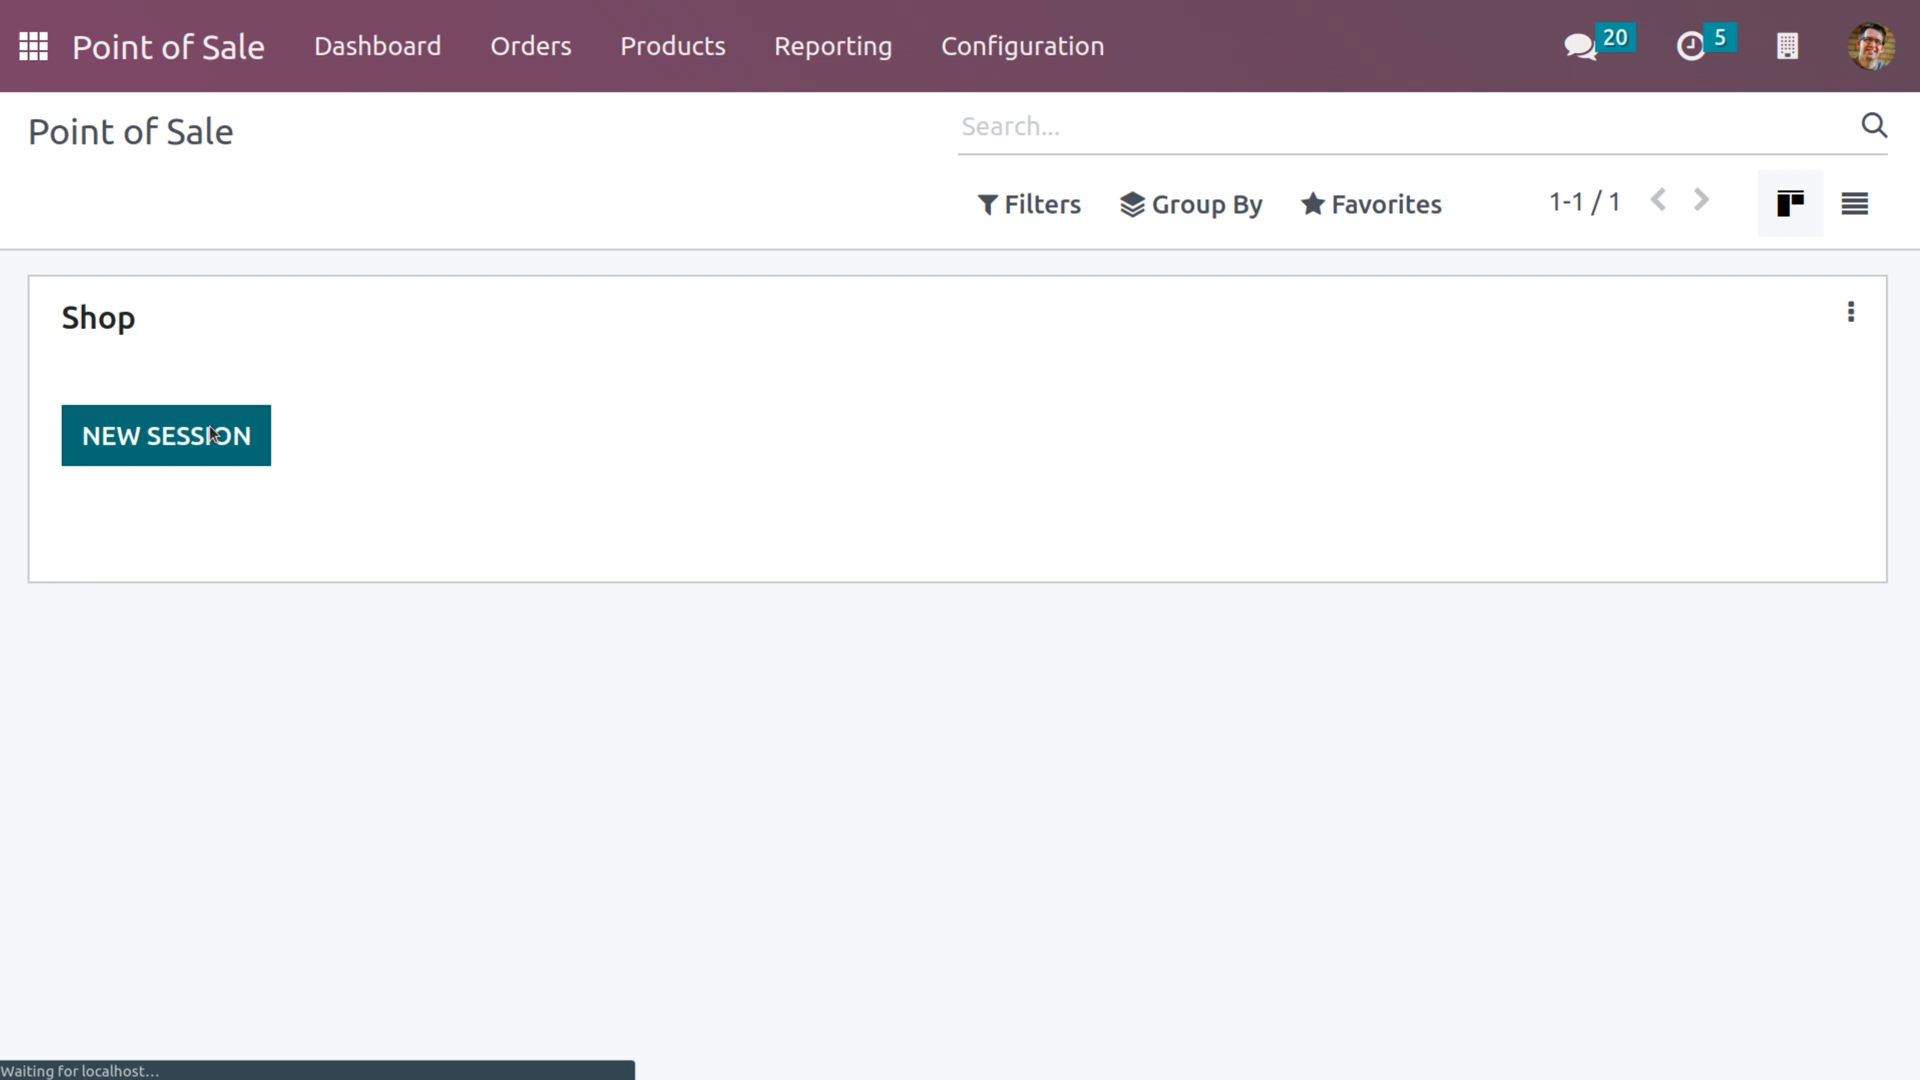 Point of Sale Dashboard Orders Products Reporting Configuration 20 5
Point of Sale
Search...
Filters Group By Favorites 1-1 / 1
Shop
NEW SESSION
Waiting for localhost...